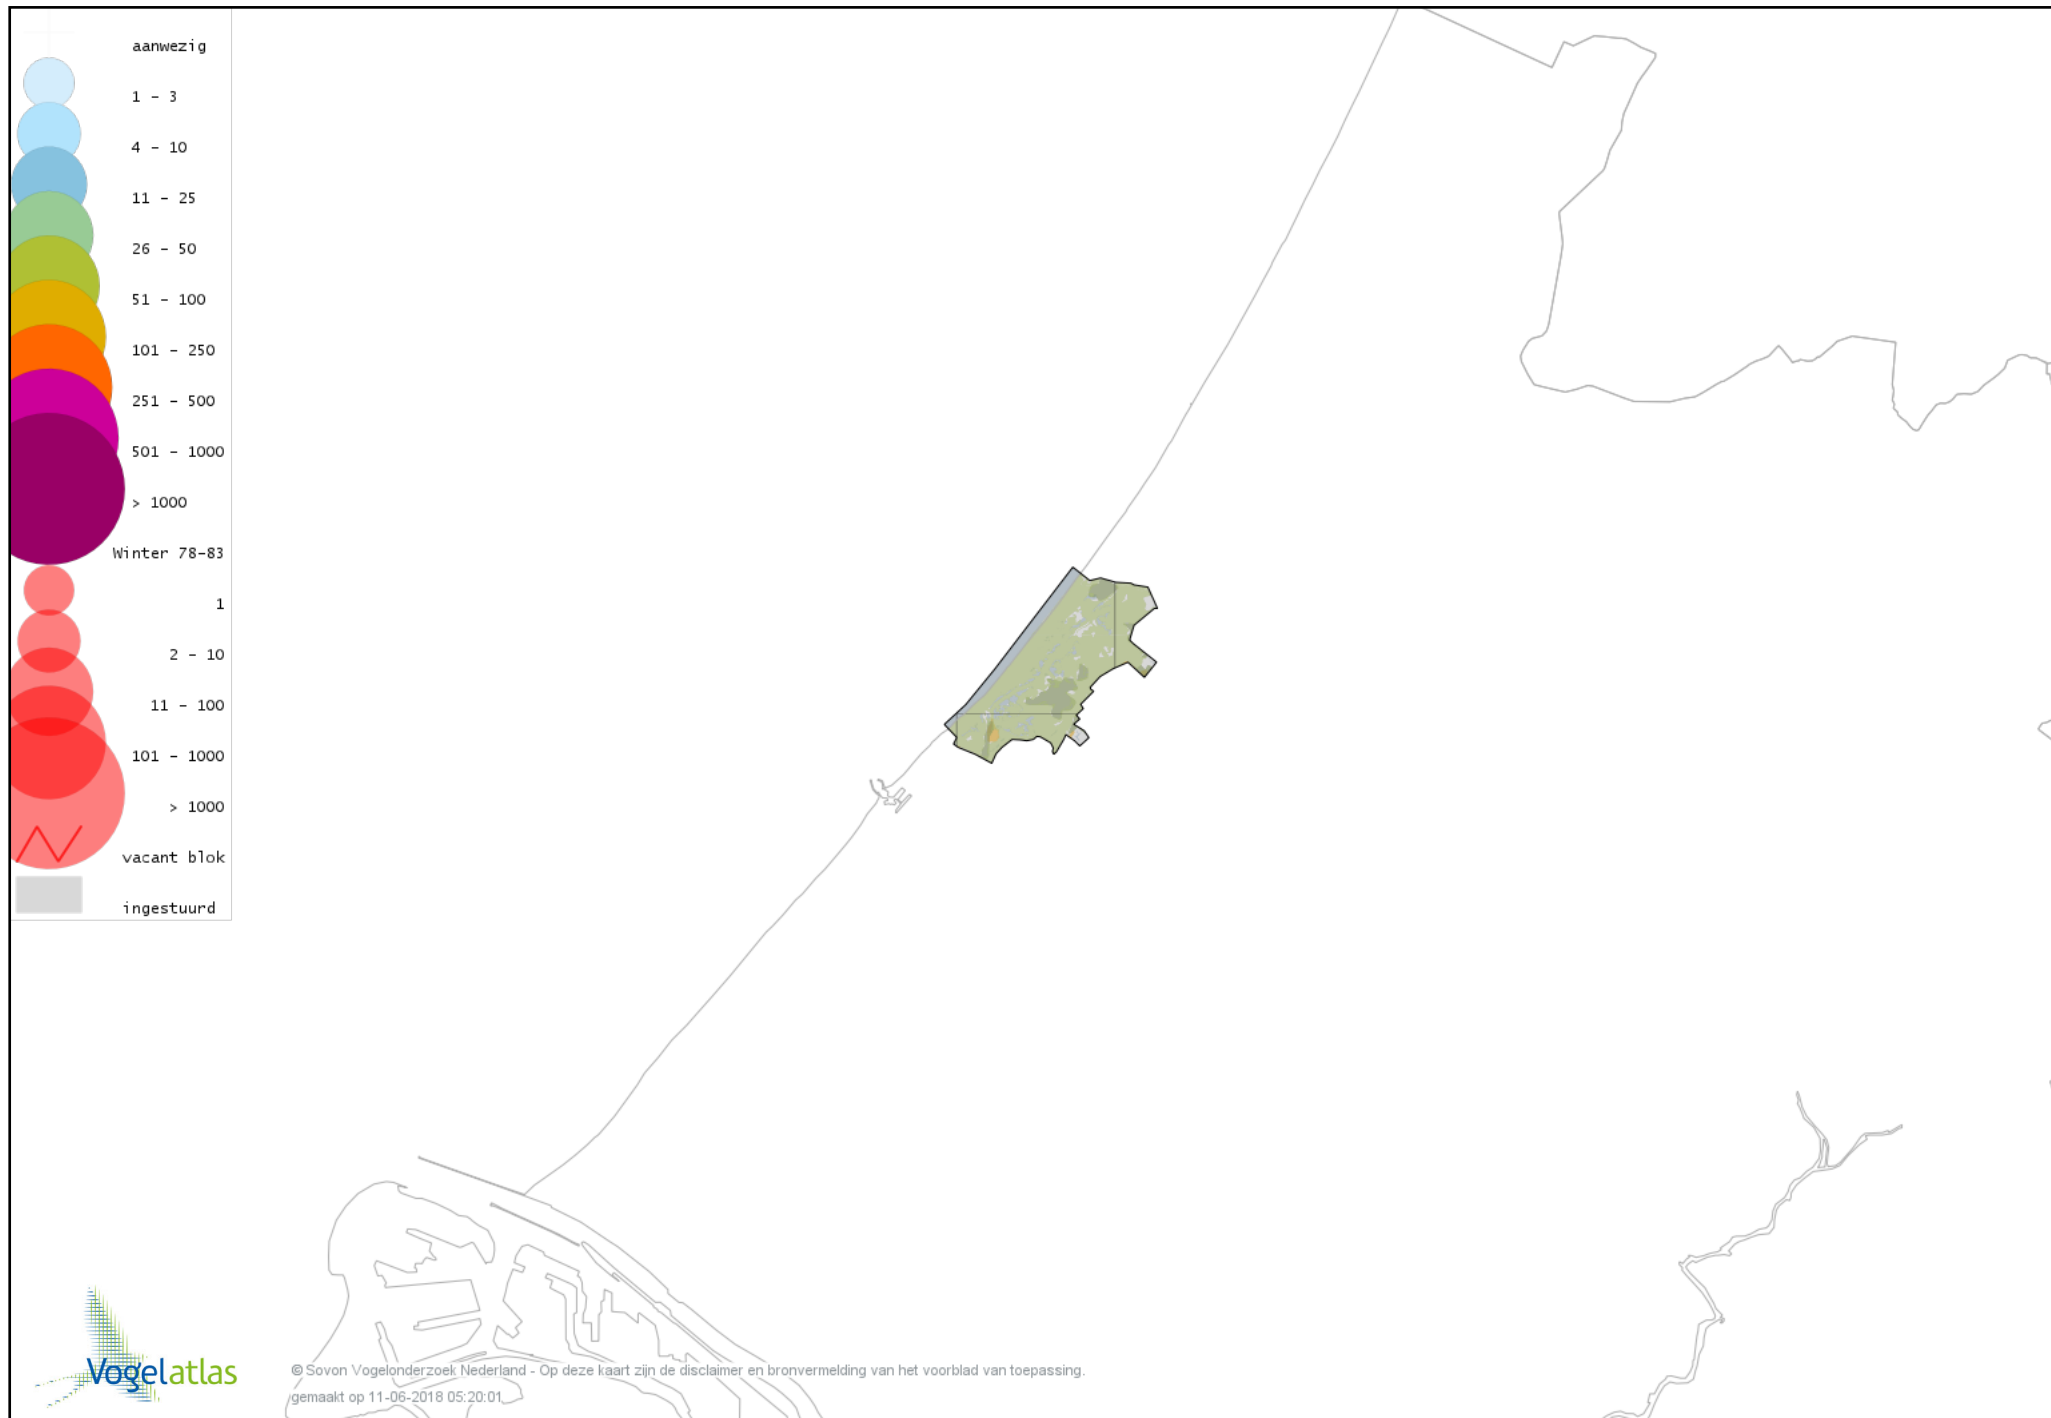 aanwezig
1 - 3
4 - 10
11 - 25
26 - 50
51 - 100
101 - 250
251 - 500
501 - 1000
> 1000
Winter 78-83
1
2 - 10
11 - 100
101 - 1000
> 1000
vacant blok
ingestuurd
Vogelatlas
© Sovon Vogelonderzoek Nederland - Op deze kaart zijn de disclaimer en bronvermelding van het voorblad van toepassing.
gemaakt op 11-06-2018 05:20:01